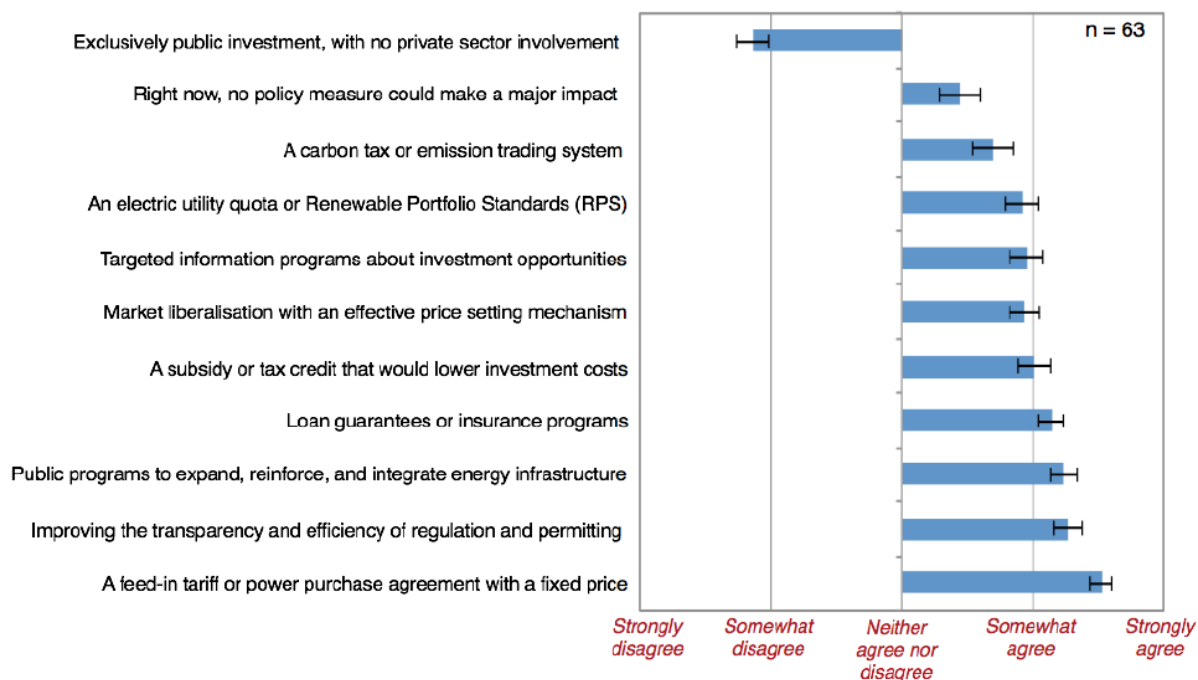 n = 63
Exclusively public investment, with no private sector involvement
Right now, no policy measure could make a major impact
A carbon tax or emission trading system
An electric utility quota or Renewable Portfolio Standards (RPS)
Targeted information programs about investment opportunities
Market liberalisation with an effective price setting mechanism
A subsidy or tax credit that would lower investment costs
Loan guarantees or insurance programs
Public programs to expand, reinforce, and integrate energy infrastructure
Improving the transparency and efficiency of regulation and permitting
A feed-in tariff or power purchase agreement with a fixed price
Strongly
disagree
Somewhat
disagree
Neither
agree nor
disagree
Somewhat
agree
Strongly
agree